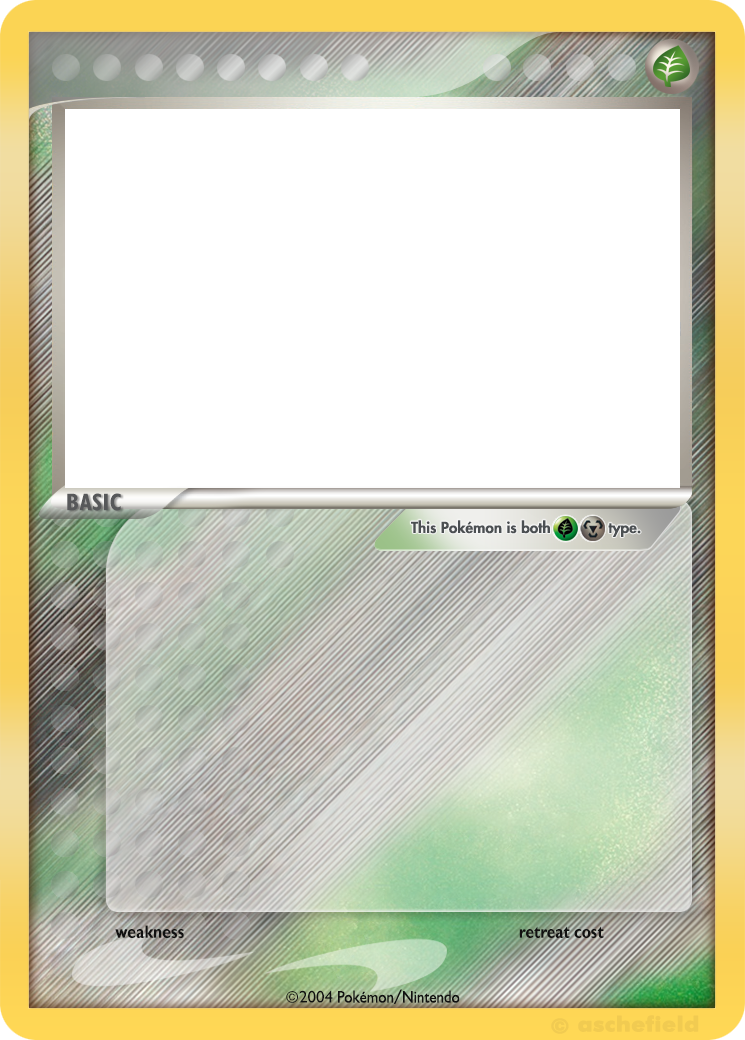 BASIC
This Pokémon is both type.
weakness retreat cost
©2004 Pokémon/Nintendo
© aschefield